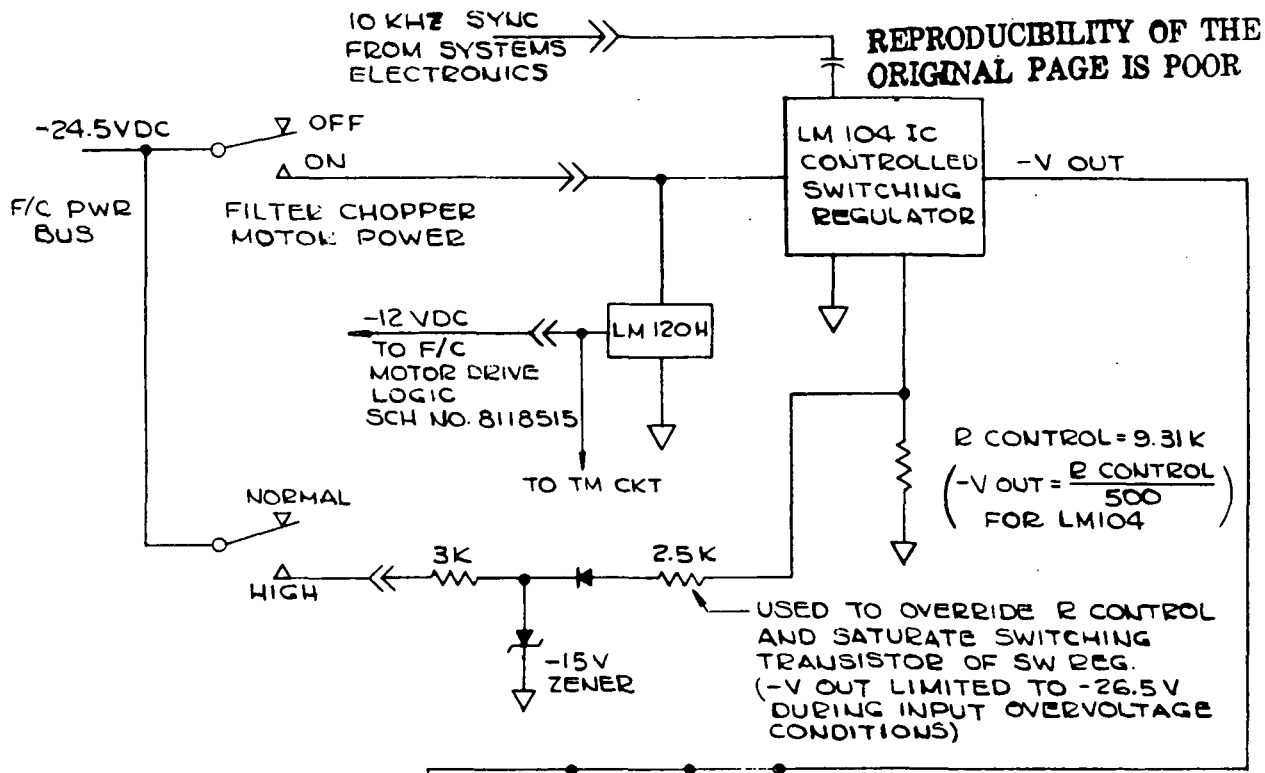 10 KHZ SYNC
FROM SYSTEMS
ELECTRONICS
REPRODUCIBILITY OF THE
ORIGINAL PAGE IS POOR
-24.5VDC
OFF
ON
F/C PWR
BUS
FILTER CHOPPER
MOTOR POWER
LM 104 IC
CONTROLLED
SWITCHING
REGULATOR
-V OUT
-12 VDC
TO F/C
MOTOR DRIVE
LOGIC
SCH NO. 8118515
LM 120H
TO TM CKT
R CONTROL = 9.31K
(-V OUT = R CONTROL / 500)
FOR LM104
NORMAL
HIGH
3K
2.5K
-15V
ZENER
USED TO OVERRIDE R CONTROL
AND SATURATE SWITCHING
TRANSISTOR OF SW REG.
(-V OUT LIMITED TO -26.5V
DURING INPUT OVERVOLTAGE
CONDITIONS)